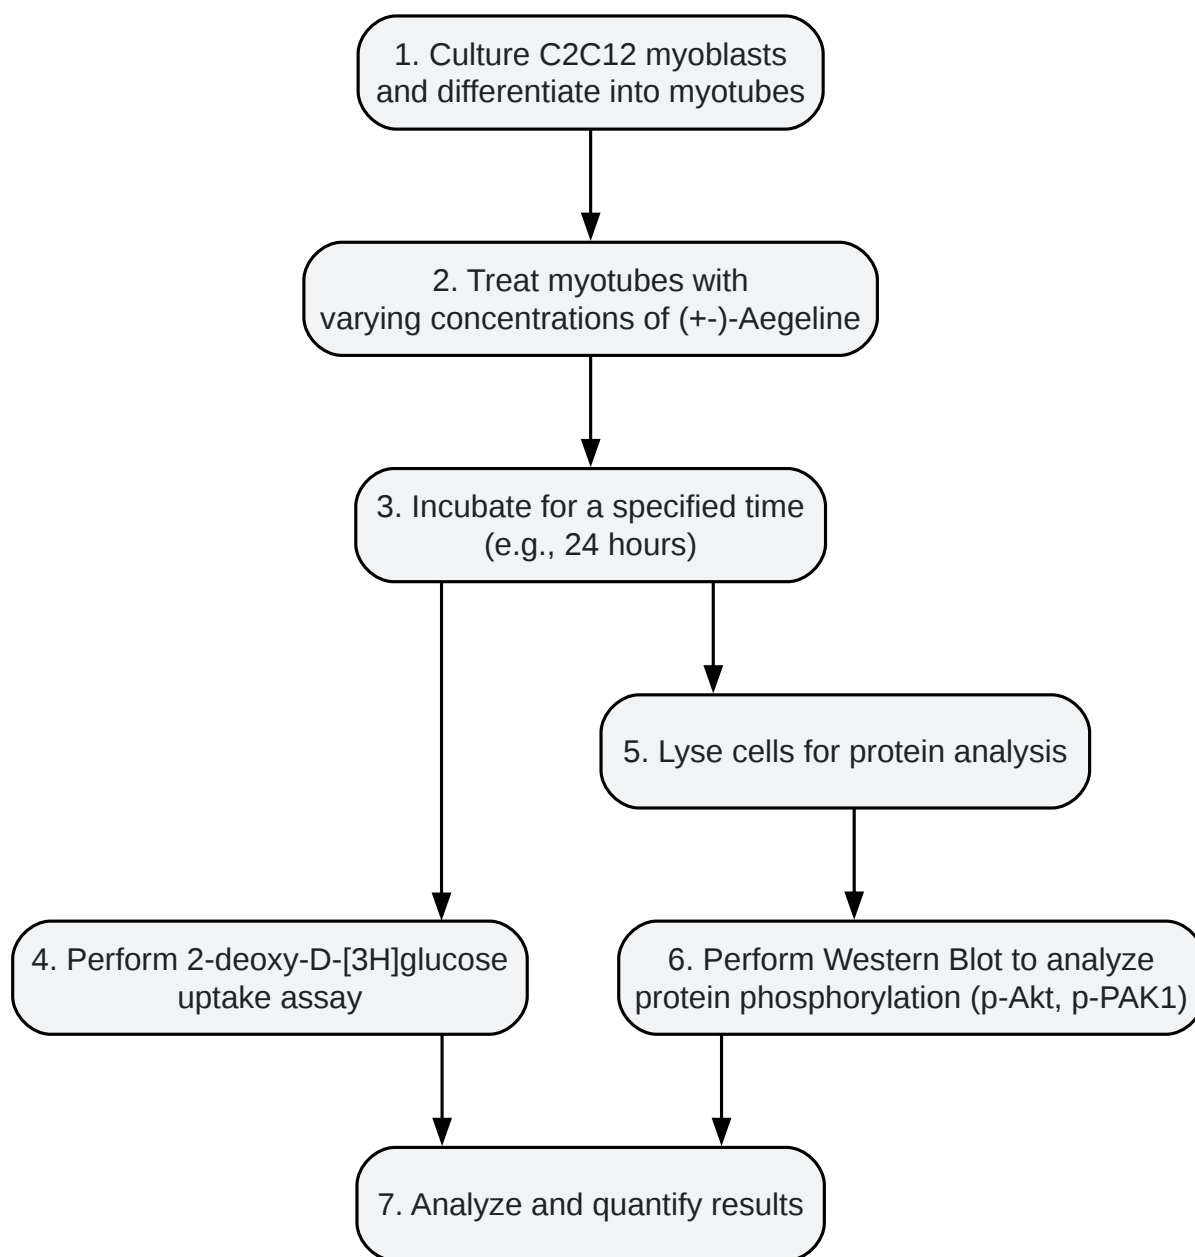 1. Culture C2C12 myoblasts
and differentiate into myotubes
2. Treat myotubes with
varying concentrations of (+-)-Aegeline
3. Incubate for a specified time
(e.g., 24 hours)
5. Lyse cells for protein analysis
4. Perform 2-deoxy-D-[3H]glucose
uptake assay
6. Perform Western Blot to analyze
protein phosphorylation (p-Akt, p-PAK1)
7. Analyze and quantify results